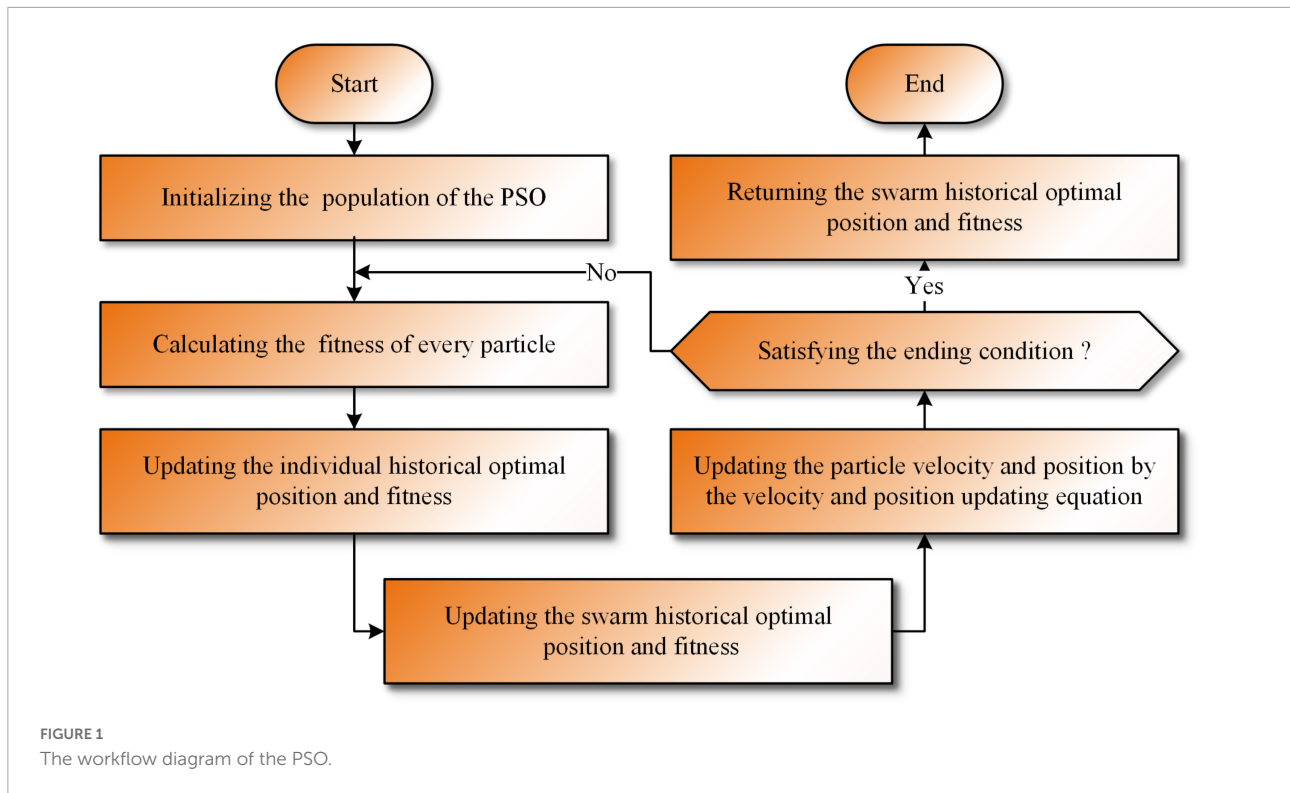 Start
Initializing the population of the PSO
Calculating the fitness of every particle
Updating the individual historical optimal
position and fitness
Updating the swarm historical optimal
position and fitness
Updating the particle velocity and position by
the velocity and position updating equation
Satisfying the ending condition ?
No
Yes
Returning the swarm historical optimal
position and fitness
End
FIGURE 1
The workflow diagram of the PSO.